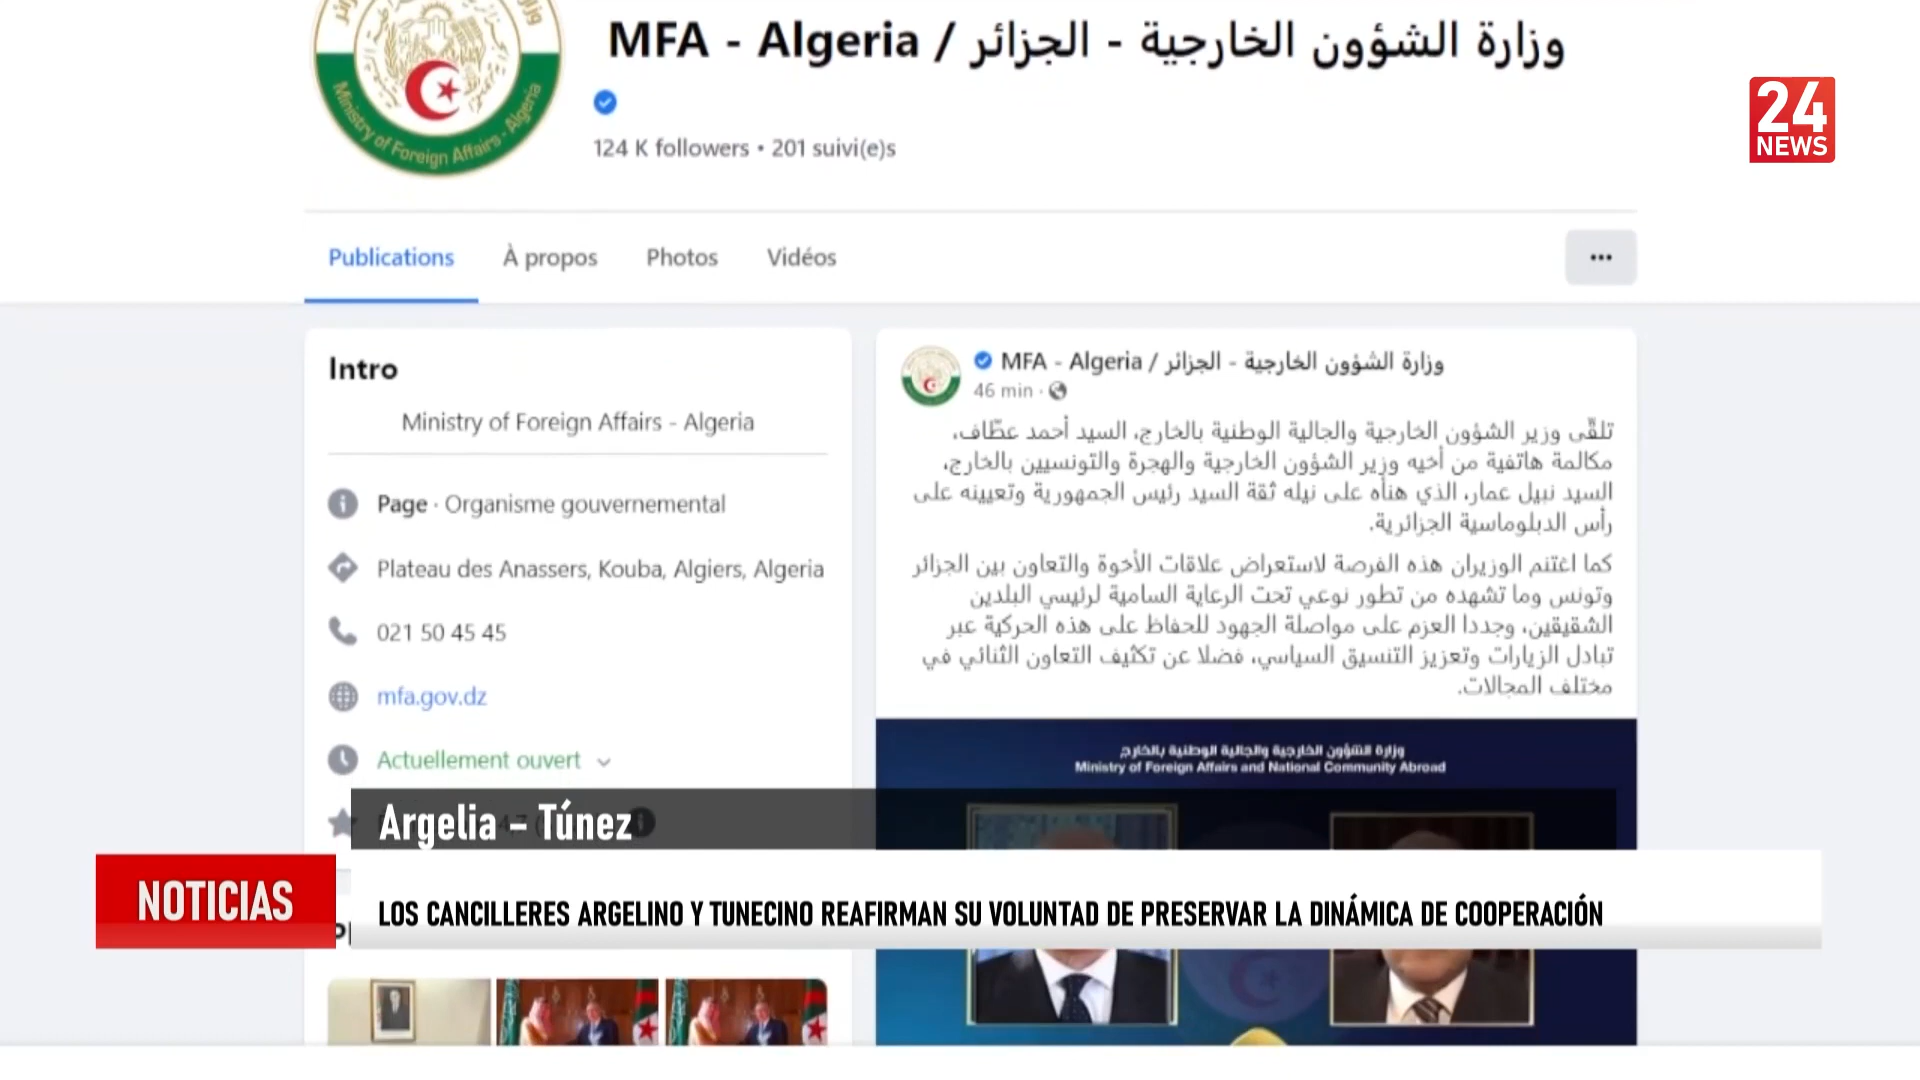 MFA - Algeria / وزارة الشؤون الخارجية - الجزائر
Ministry of Foreign Affairs - Algeria
124 K followers • 201 suivi(e)s
24
NEWS
Publications
À propos
Photos
Vidéos
Intro
Ministry of Foreign Affairs - Algeria
Page · Organisme gouvernemental
Plateau des Anassers, Kouba, Algiers, Algeria
021 50 45 45
mfa.gov.dz
Actuellement ouvert
MFA - Algeria / وزارة الشؤون الخارجية - الجزائر
46 min ·
تلقّى وزير الشؤون الخارجية والجالية الوطنية بالخارج، السيد أحمد عطّاف،
مكالمة هاتفية من أخيه وزير الشؤون الخارجية والهجرة والتونسيين بالخارج،
السيد نبيل عمار، الذي هنأه على نيله ثقة السيد رئيس الجمهورية وتعيينه على
رأس الدبلوماسية الجزائرية.
كما اغتنم الوزيران هذه الفرصة لاستعراض علاقات الأخوة والتعاون بين الجزائر
وتونس وما تشهده من تطور نوعي تحت الرعاية السامية لرئيسي البلدين
الشقيقين، وجددا العزم على مواصلة الجهود للحفاظ على هذه الحركية عبر
تبادل الزيارات وتعزيز التنسيق السياسي، فضلا عن تكثيف التعاون الثنائي في
مختلف المجالات.
وزارة الشؤون الخارجية والجالية الوطنية بالخارج
Ministry of Foreign Affairs and National Community Abroad
Argelia – Túnez
NOTICIAS
LOS CANCILLERES ARGELINO Y TUNECINO REAFIRMAN SU VOLUNTAD DE PRESERVAR LA DINÁMICA DE COOPERACIÓN